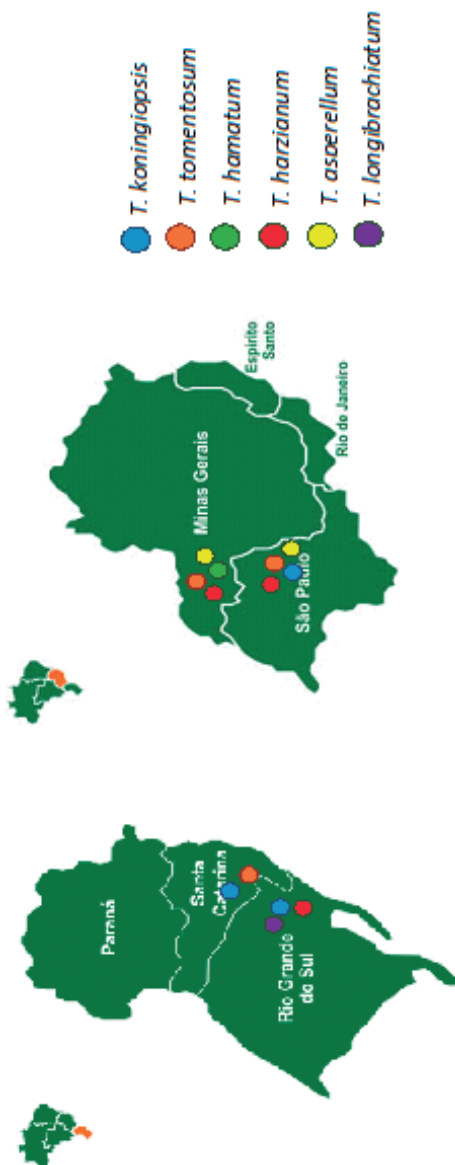 Paraná
Santa
Catarina
Rio Grande
do Sul
Minas Gerais
São Paulo
Espírito
Santo
Rio de Janeiro
T. koningiopsis
T. tomentosum
T. hamatum
T. harzianum
T. asperellum
T. longibrachiatum